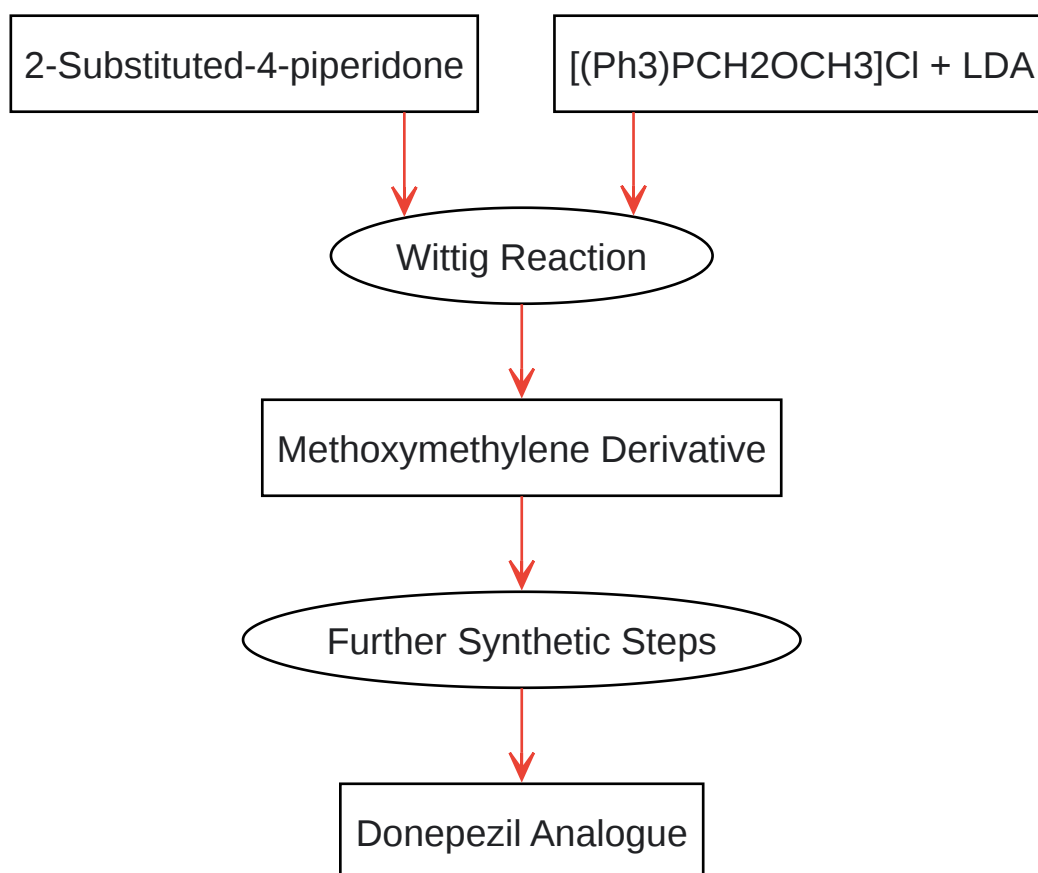 2-Substituted-4-piperidone
[(Ph3)PCH2OCH3]Cl + LDA
Wittig Reaction
Methoxymethylene Derivative
Further Synthetic Steps
Donepezil Analogue